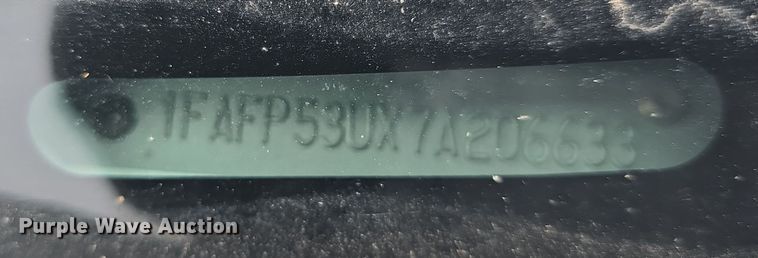 1FAFP53UX7A206633
Purple Wave Auction